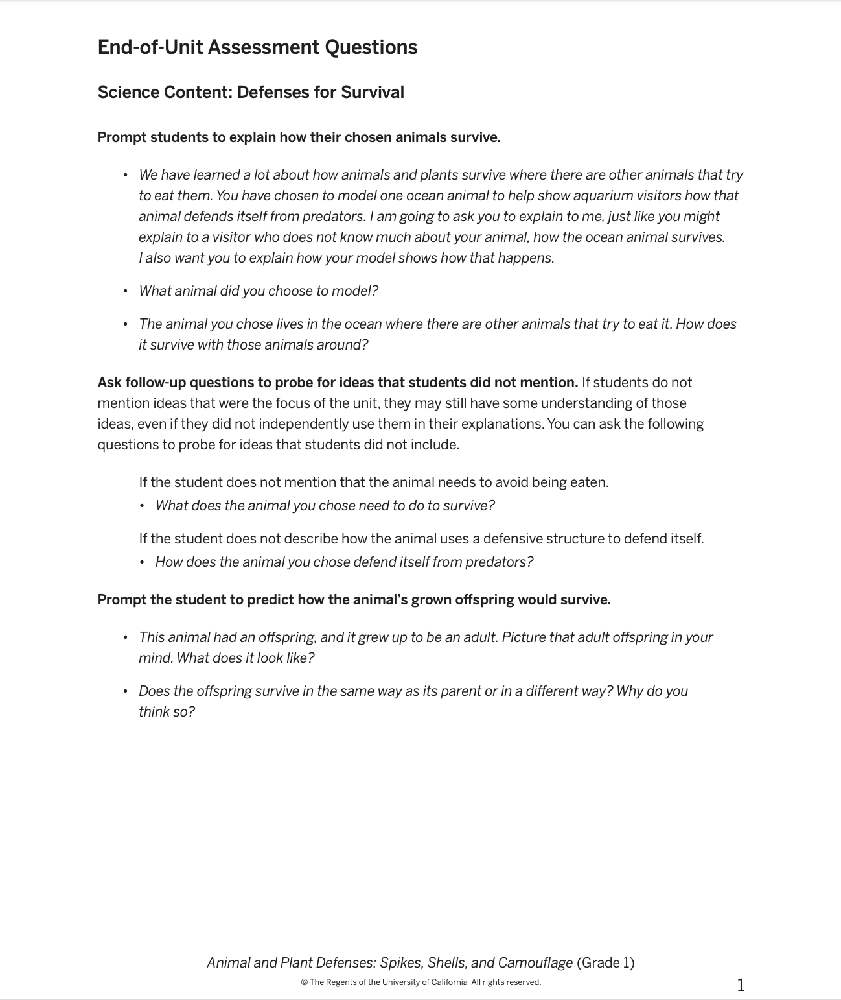 End-of-Unit Assessment Questions
Science Content: Defenses for Survival
Prompt students to explain how their chosen animals survive.
• We have learned a lot about how animals and plants survive where there are other animals that try
to eat them. You have chosen to model one ocean animal to help show aquarium visitors how that
animal defends itself from predators. I am going to ask you to explain to me, just like you might
explain to a visitor who does not know much about your animal, how the ocean animal survives.
I also want you to explain how your model shows how that happens.
• What animal did you choose to model?
• The animal you chose lives in the ocean where there are other animals that try to eat it. How does
it survive with those animals around?
Ask follow-up questions to probe for ideas that students did not mention. If students do not
mention ideas that were the focus of the unit, they may still have some understanding of those
ideas, even if they did not independently use them in their explanations. You can ask the following
questions to probe for ideas that students did not include.
If the student does not mention that the animal needs to avoid being eaten.
• What does the animal you chose need to do to survive?
If the student does not describe how the animal uses a defensive structure to defend itself.
• How does the animal you chose defend itself from predators?
Prompt the student to predict how the animal's grown offspring would survive.
• This animal had an offspring, and it grew up to be an adult. Picture that adult offspring in your
mind. What does it look like?
• Does the offspring survive in the same way as its parent or in a different way? Why do you
think so?
Animal and Plant Defenses: Spikes, Shells, and Camouflage (Grade 1)
© The Regents of the University of California All rights reserved.
1